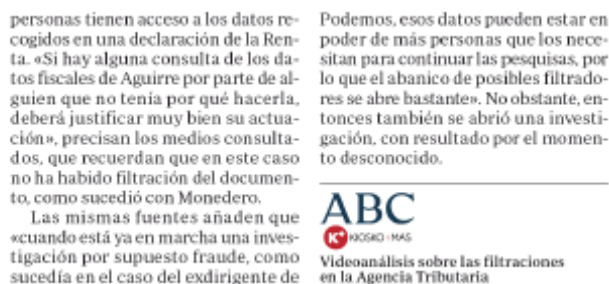 personas tienen acceso a los datos re-
cogidos en una declaración de la Ren-
ta. «Si hay alguna consulta de los da-
tos fiscales de Aguirre por parte de al-
guien que no tenía por qué hacerla,
deberá justificar muy bien su actua-
ción», precisan los medios consulta-
dos, que recuerdan que en este caso
no ha habido filtración del documen-
to, como sucedió con Monedero.
Las mismas fuentes añaden que
«cuando está ya en marcha una inves-
tigación por supuesto fraude, como
sucedía en el caso del exdirigente de
Podemos, esos datos pueden estar en
poder de más personas que los nece-
sitan para continuar las pesquisas, por
lo que el abanico de posibles filtrado-
res se abre bastante». No obstante, en-
tonces también se abrió una investi-
gación, con resultado por el momen-
to desconocido.
ABC
K+ KIOSKO Y MÁS
Videoanálisis sobre las filtraciones
en la Agencia Tributaria